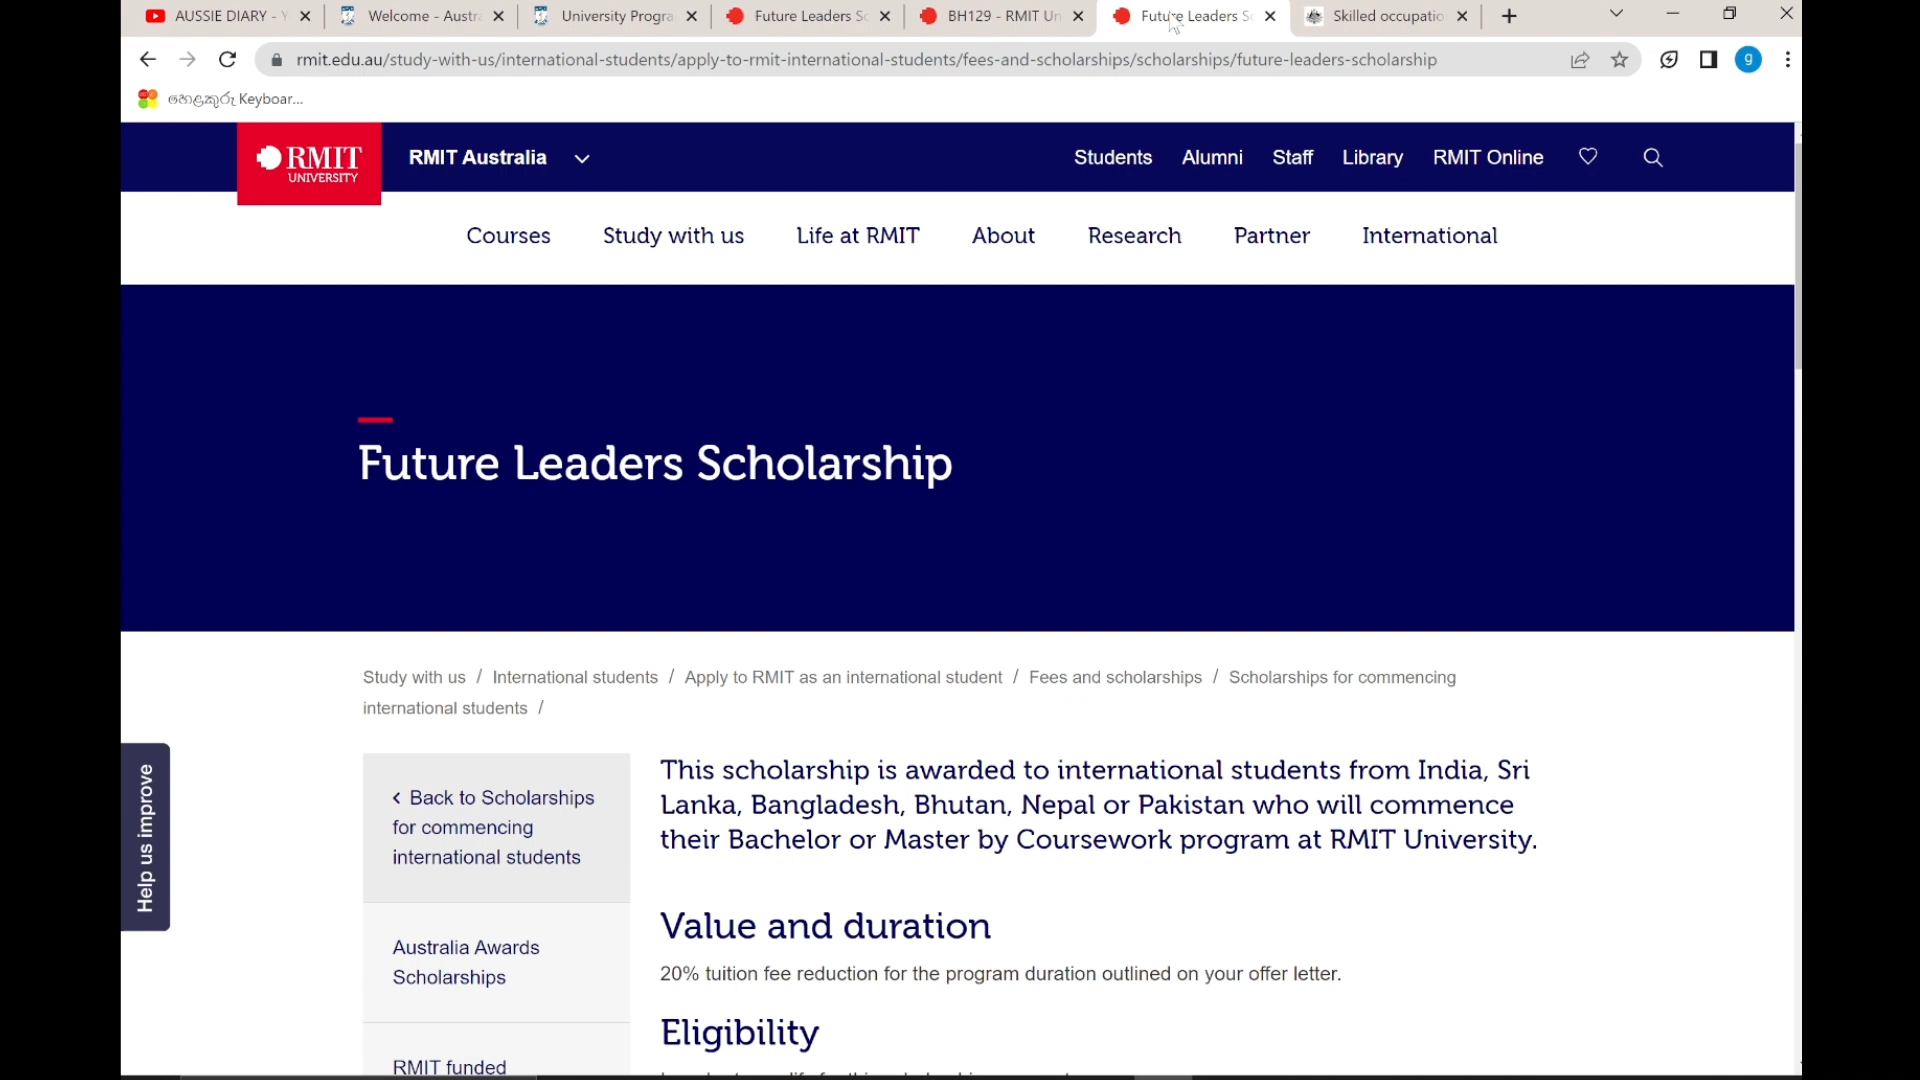 AUSSIE DIARY - Y
Welcome - Austra
University Progra
Future Leaders Sc
BH129 - RMIT Un
Future Leaders Sc
Skilled occupatio
rmit.edu.au/study-with-us/international-students/apply-to-rmit-international-students/fees-and-scholarships/scholarships/future-leaders-scholarship
g
හෙළකුරු Keyboar...
RMIT
UNIVERSITY
RMIT Australia
Students
Alumni
Staff
Library
RMIT Online
Courses
Study with us
Life at RMIT
About
Research
Partner
International
Future Leaders Scholarship
Study with us / International students / Apply to RMIT as an international student / Fees and scholarships / Scholarships for commencing
international students /
Help us improve
Back to Scholarships
for commencing
international students
Australia Awards
Scholarships
RMIT funded
This scholarship is awarded to international students from India, Sri
Lanka, Bangladesh, Bhutan, Nepal or Pakistan who will commence
their Bachelor or Master by Coursework program at RMIT University.
Value and duration
20% tuition fee reduction for the program duration outlined on your offer letter.
Eligibility